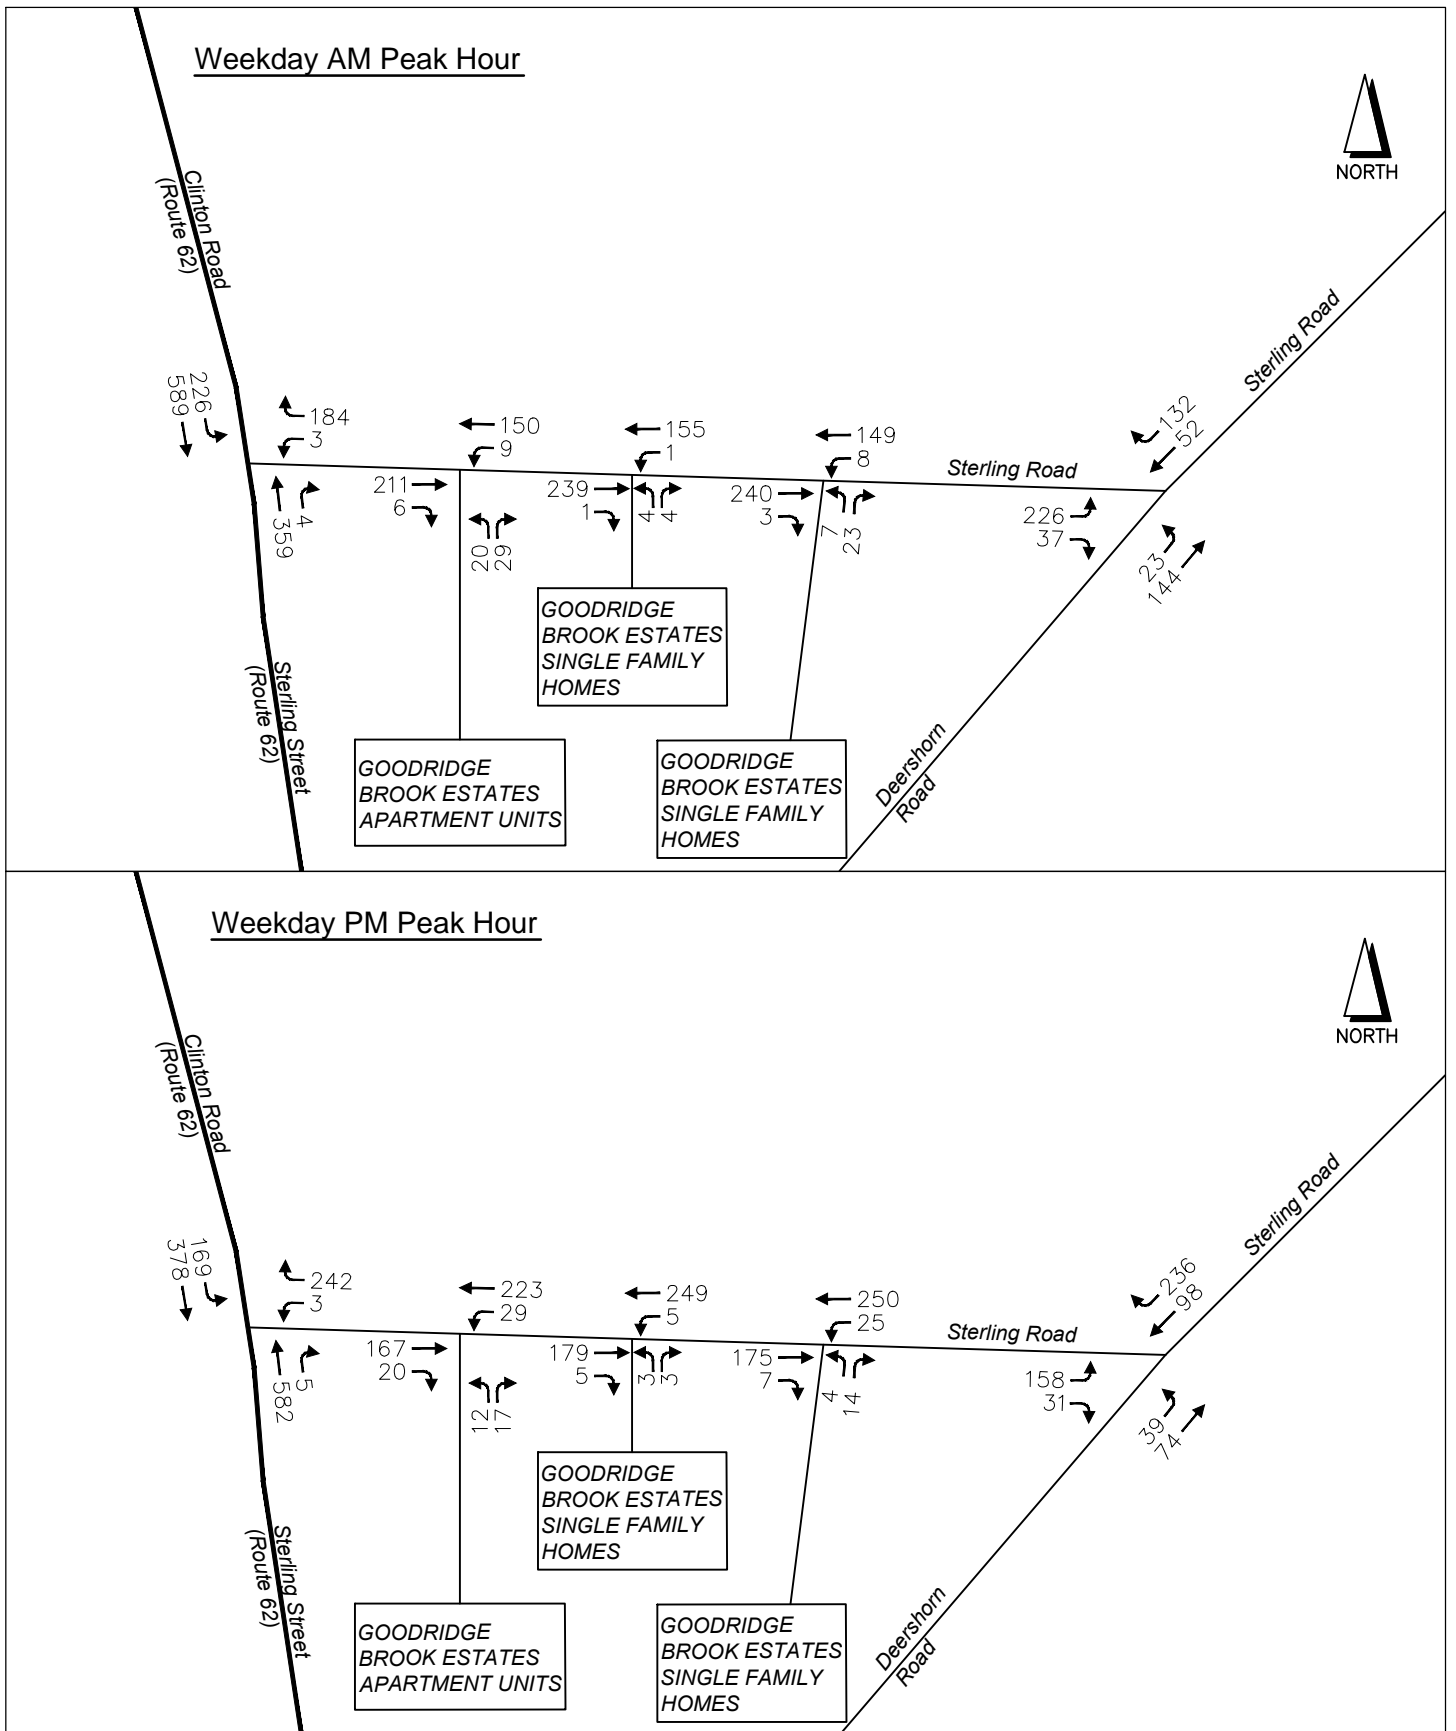 Weekday AM Peak Hour
NORTH
Clinton Road
(Route 62)
Sterling Road
226
589
184
3
150
9
155
1
149
8
132
52
Sterling Road
211
6
239
1
240
3
226
37
359
4
20
29
4
4
7
23
23
144
GOODRIDGE
BROOK ESTATES
SINGLE FAMILY
HOMES
Sterling Street
(Route 62)
GOODRIDGE
BROOK ESTATES
APARTMENT UNITS
GOODRIDGE
BROOK ESTATES
SINGLE FAMILY
HOMES
Deershorn
Road
Weekday PM Peak Hour
NORTH
Clinton Road
(Route 62)
Sterling Road
169
378
242
3
223
29
249
5
250
25
236
98
Sterling Road
167
20
179
5
175
7
158
31
582
5
12
17
3
3
4
14
39
74
GOODRIDGE
BROOK ESTATES
SINGLE FAMILY
HOMES
Sterling Street
(Route 62)
GOODRIDGE
BROOK ESTATES
APARTMENT UNITS
GOODRIDGE
BROOK ESTATES
SINGLE FAMILY
HOMES
Deershorn
Road